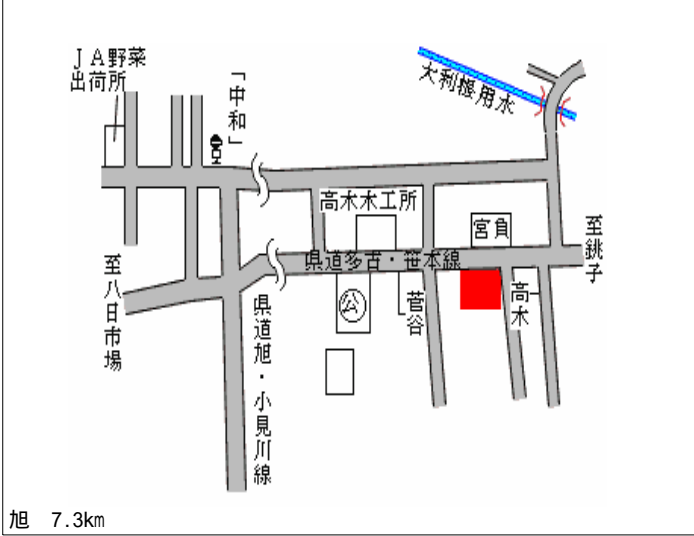 ＪＡ野菜
出荷所
「中和」
大利根用水
高木木工所
宮負
至銚子
県道多古・笹本線
至八日市場
公
菅谷
高木
県道旭・小見川線
旭　7.3km